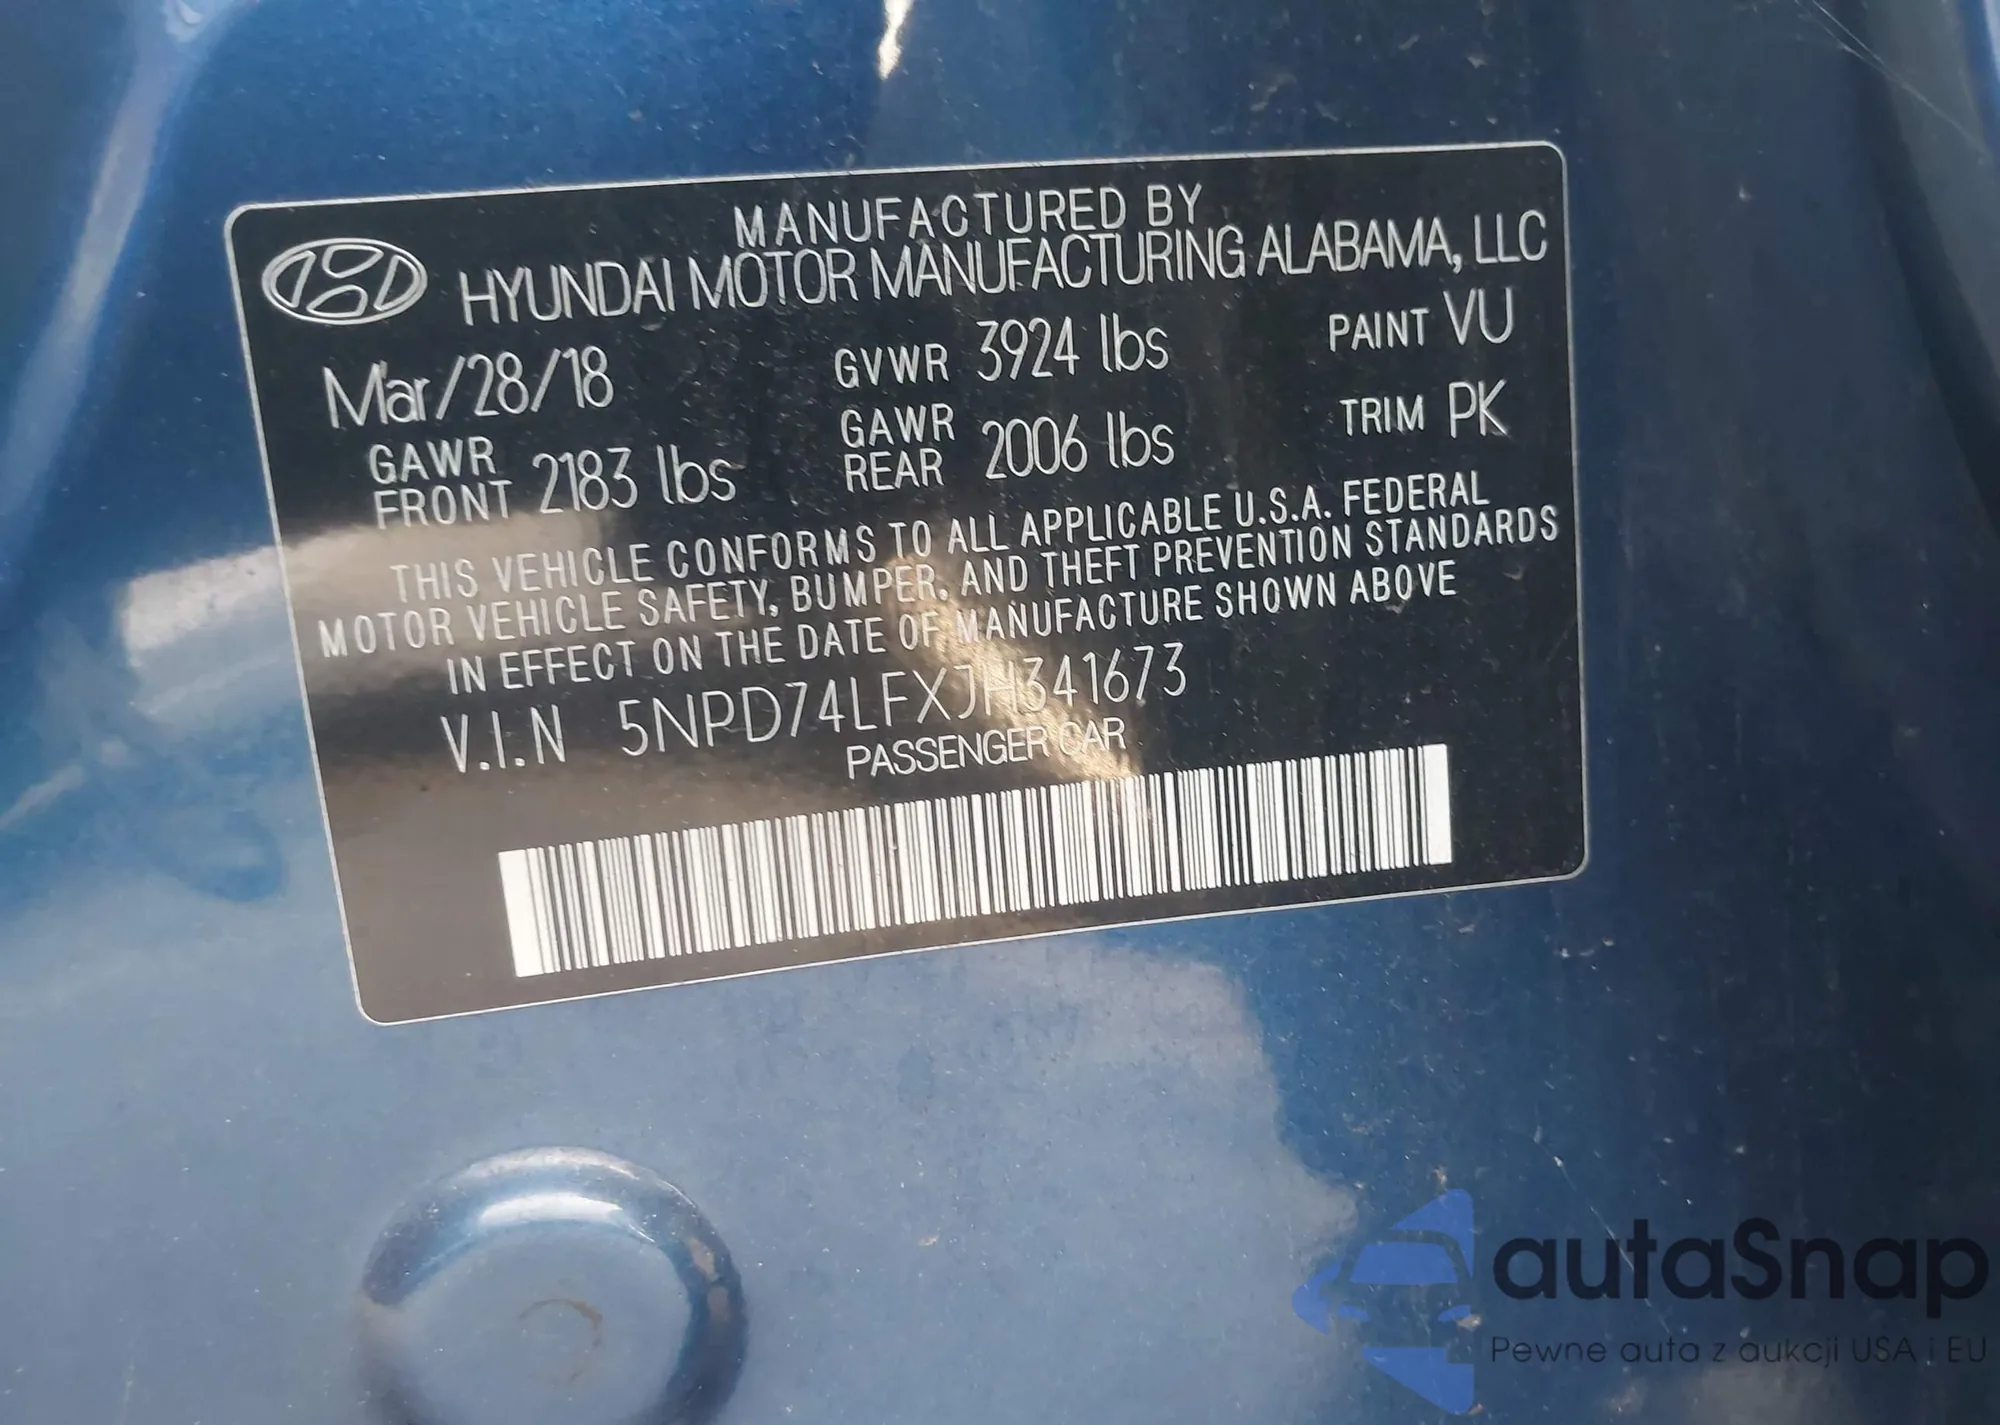 MANUFACTURED BY
HYUNDAI MOTOR MANUFACTURING ALABAMA, LLC
Mar/28/18 GVWR 3924 lbs PAINT VU
GAWR FRONT 2183 lbs GAWR REAR 2006 lbs TRIM PK
THIS VEHICLE CONFORMS TO ALL APPLICABLE U.S.A. FEDERAL
MOTOR VEHICLE SAFETY, BUMPER, AND THEFT PREVENTION STANDARDS
IN EFFECT ON THE DATE OF MANUFACTURE SHOWN ABOVE
V.I.N 5NPD74LFXJH341673
PASSENGER CAR
autaSnap
Pewne auta z aukcji USA i EU